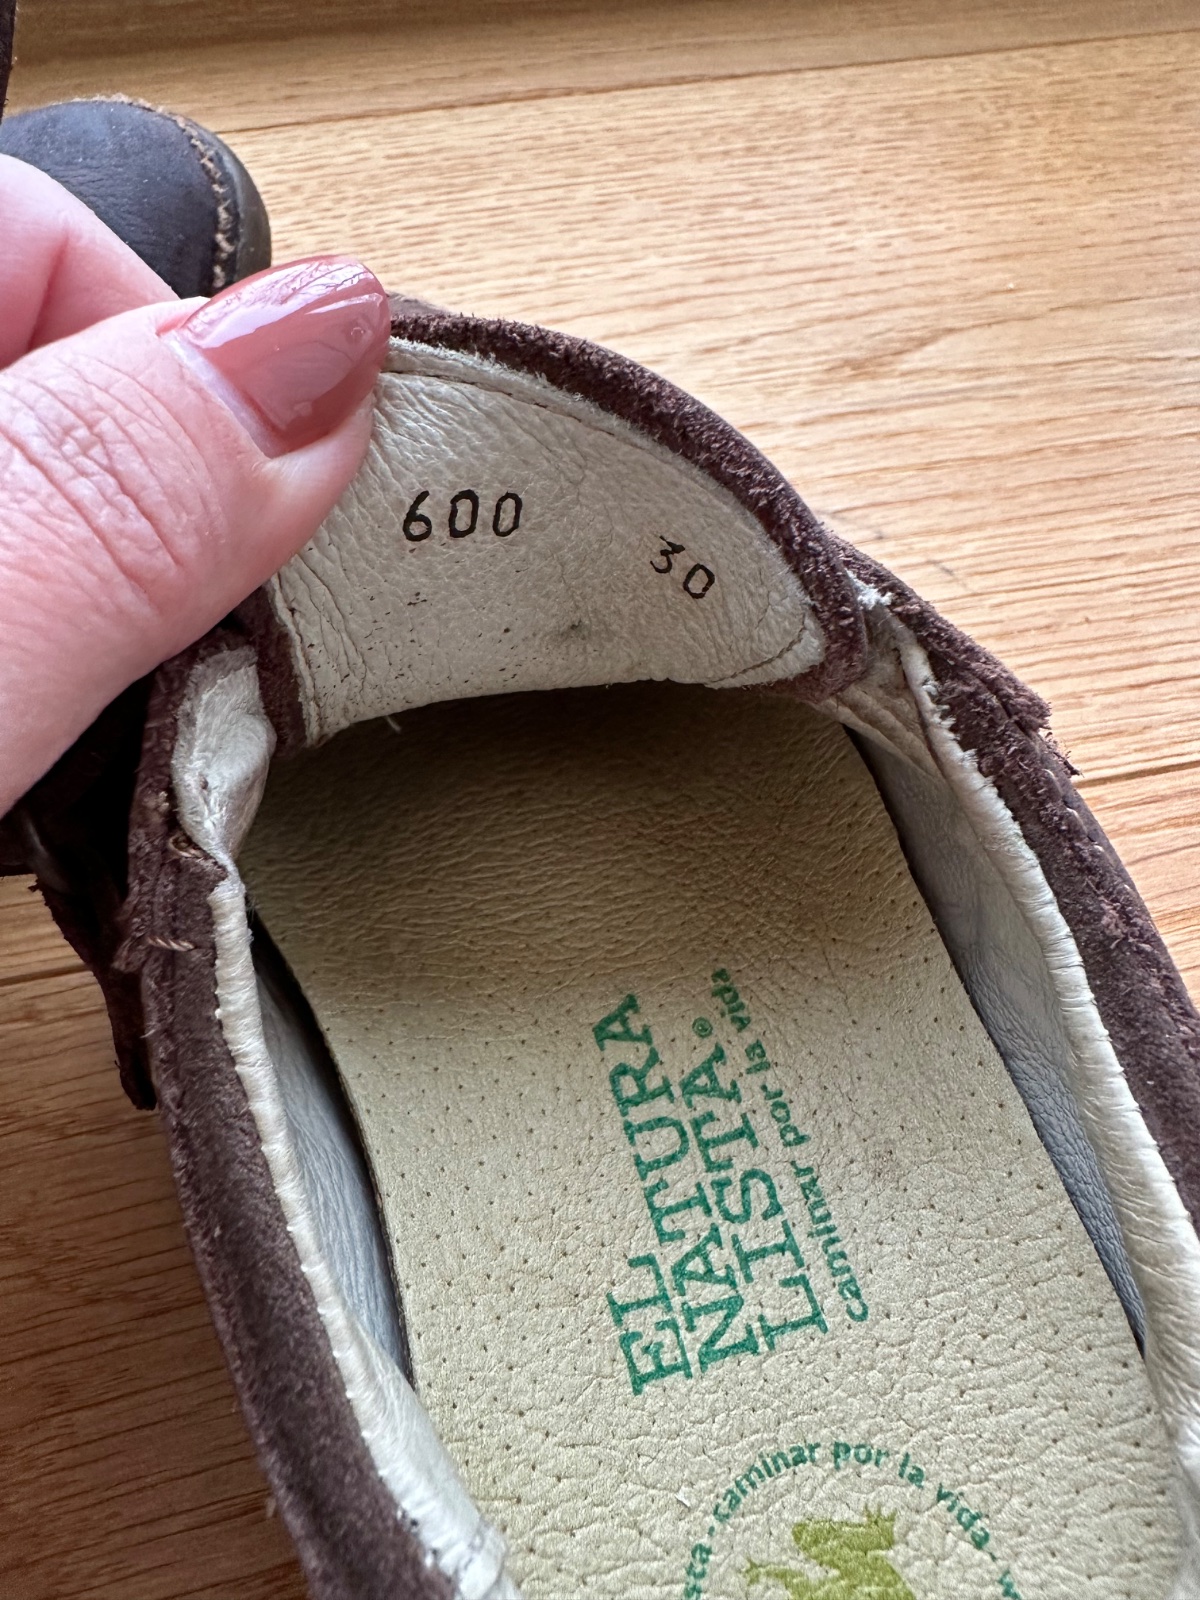 600
30
EL
NATURA
LISTA®
caminar por la vida
caminar por la vida-